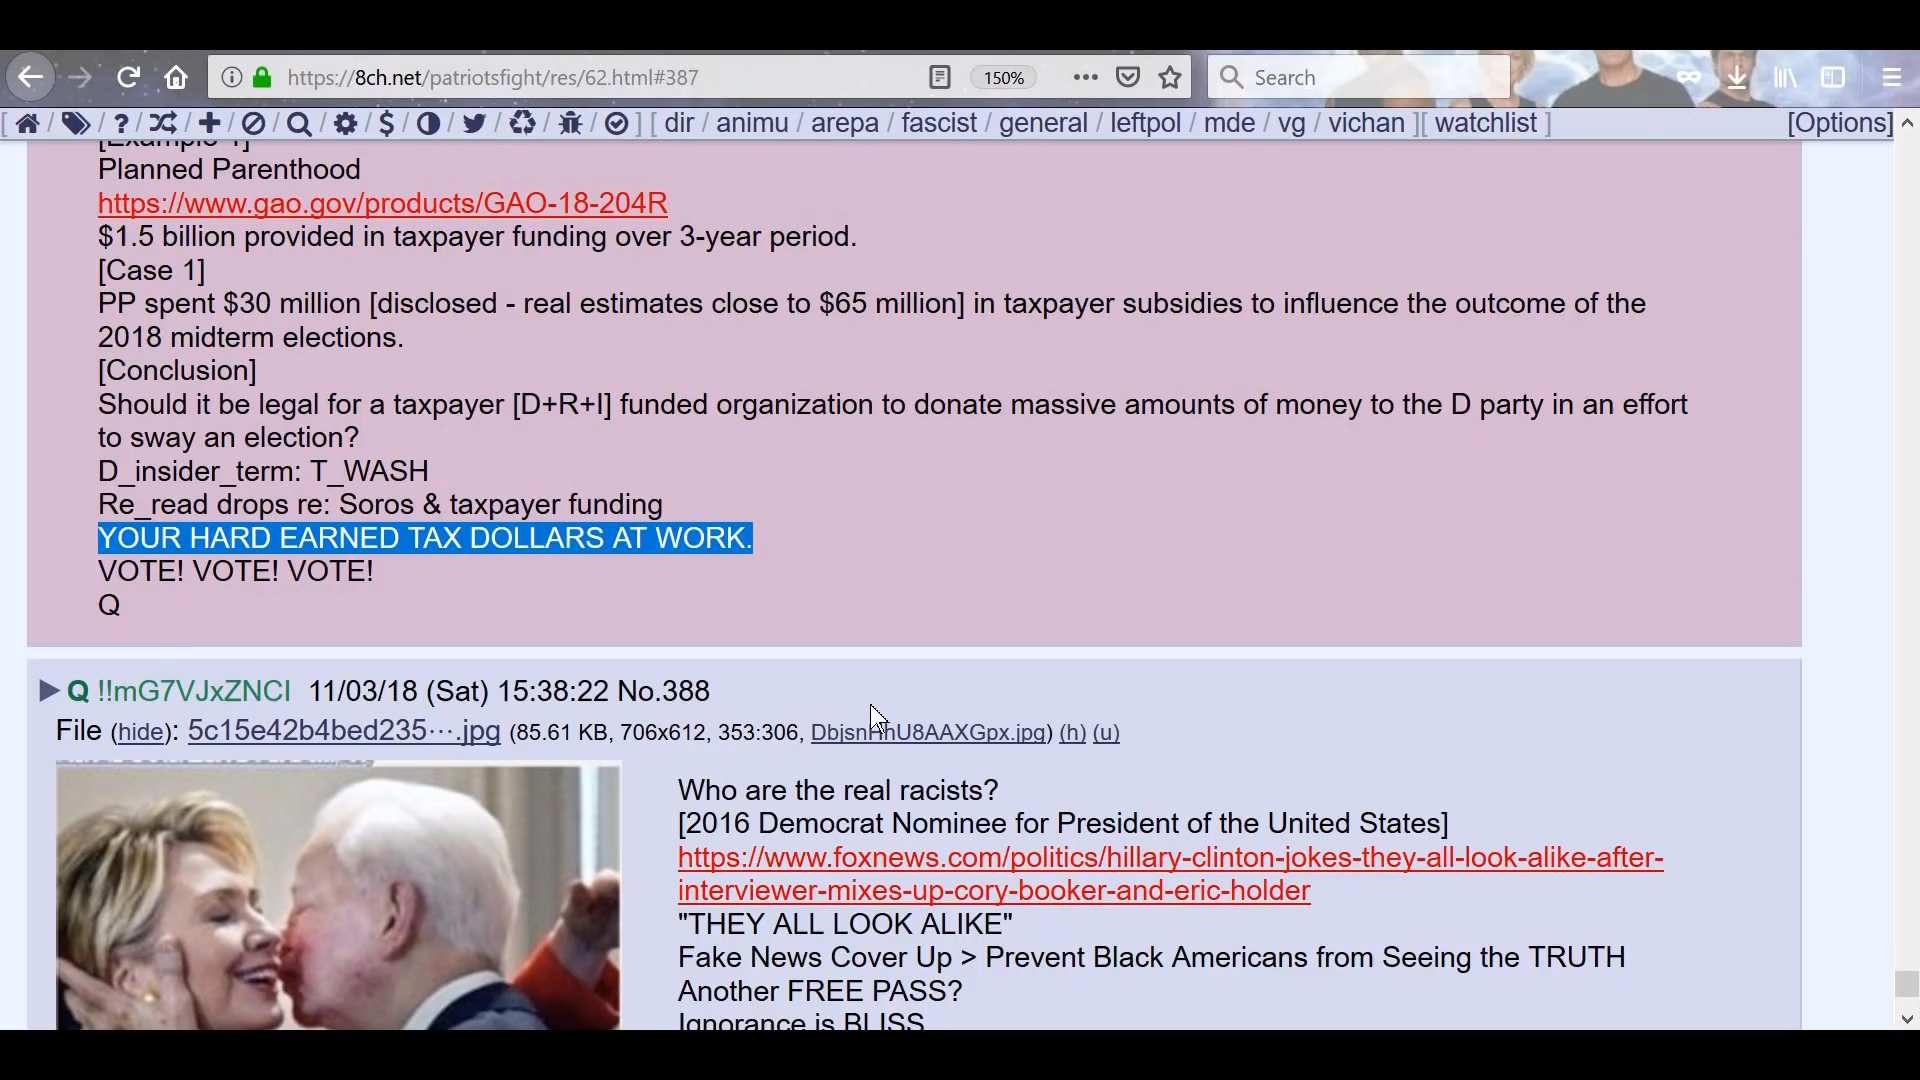 https://8ch.net/patriotsfight/res/62.html#387
150%
Search
[ / / ? / / / / / / $ / / / / / ] [ dir / animu / arepa / fascist / general / leftpol / mde / vg / vichan ][ watchlist ]
[Options]
[Example 1]
Planned Parenthood
https://www.gao.gov/products/GAO-18-204R
$1.5 billion provided in taxpayer funding over 3-year period.
[Case 1]
PP spent $30 million [disclosed - real estimates close to $65 million] in taxpayer subsidies to influence the outcome of the
2018 midterm elections.
[Conclusion]
Should it be legal for a taxpayer [D+R+I] funded organization to donate massive amounts of money to the D party in an effort
to sway an election?
D_insider_term: T_WASH
Re_read drops re: Soros & taxpayer funding
YOUR HARD EARNED TAX DOLLARS AT WORK.
VOTE! VOTE! VOTE!
Q
Q !!mG7VJxZNCI 11/03/18 (Sat) 15:38:22 No.388
File (hide): 5c15e42b4bed235⋯.jpg (85.61 KB, 706x612, 353:306, DbjsnHhU8AAXGpx.jpg) (h) (u)
Who are the real racists?
[2016 Democrat Nominee for President of the United States]
https://www.foxnews.com/politics/hillary-clinton-jokes-they-all-look-alike-after-
interviewer-mixes-up-cory-booker-and-eric-holder
"THEY ALL LOOK ALIKE"
Fake News Cover Up > Prevent Black Americans from Seeing the TRUTH
Another FREE PASS?
Ignorance is BLISS